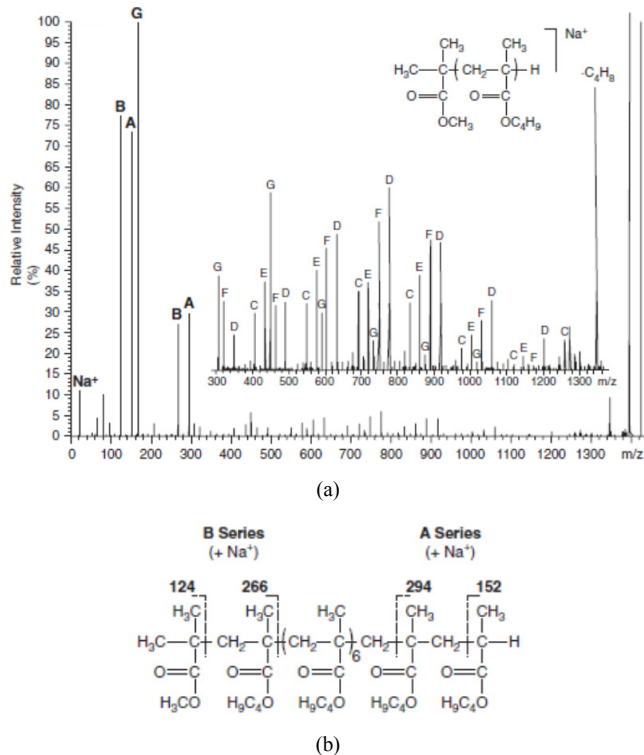 G
100
95
90
85
80
75
70
65
60
55
50
45
40
35
30
25
20
15
10
5
0
Relative Intensity
(%)
B
A
B
A
Na⁺
CH₃ CH₃
H₃C—C—(CH₂—C)—H
O=C O=C
OCH₃ OC₄H₉
Na⁺
-C₄H₈
G F D C E G F D C E G F D C E G F D C E G F D C E G F D C E F D C
300 400 500 600 700 800 900 1000 1100 1200 1300 m/z
0 100 200 300 400 500 600 700 800 900 1000 1100 1200 1300 m/z
(a)
B Series A Series
(+ Na⁺) (+ Na⁺)
124 266 294 152
H₃C H₃C H₃C CH₃ CH₃
H₃C—C—CH₂—C—(CH₂—C)₆CH₂—C—CH₂—C—H
O=C O=C O=C O=C O=C
H₃CO H₉C₄O H₉C₄O H₉C₄O H₉C₄O
(b)